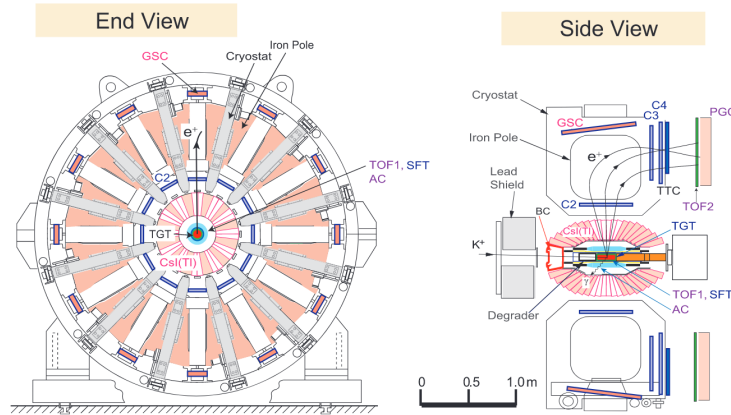 End View
Side View
GSC
Cryostat
Iron Pole
e+
C2
TOF1, SFT
AC
TGT
CsI(Tl)
Cryostat
GSC
C4
C3
PGC
Iron Pole
e+
TTC
Lead
Shield
C2
TOF2
BC
CsI(Tl)
TGT
K+
γ
TOF1, SFT
AC
Degrader
0 0.5 1.0 m